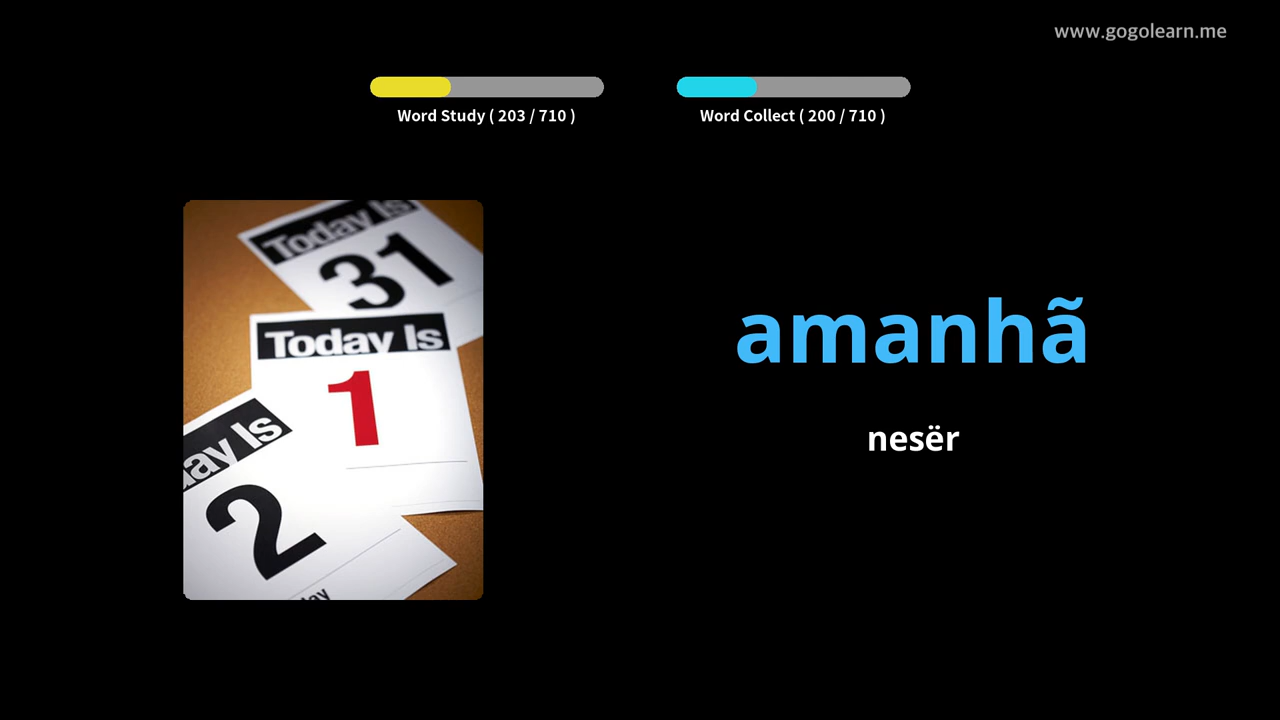 www.gogolearn.me
Word Study ( 203 / 710 )
Word Collect ( 200 / 710 )
Today Is
31
Today Is
1
day Is
2
amanhã
nesër